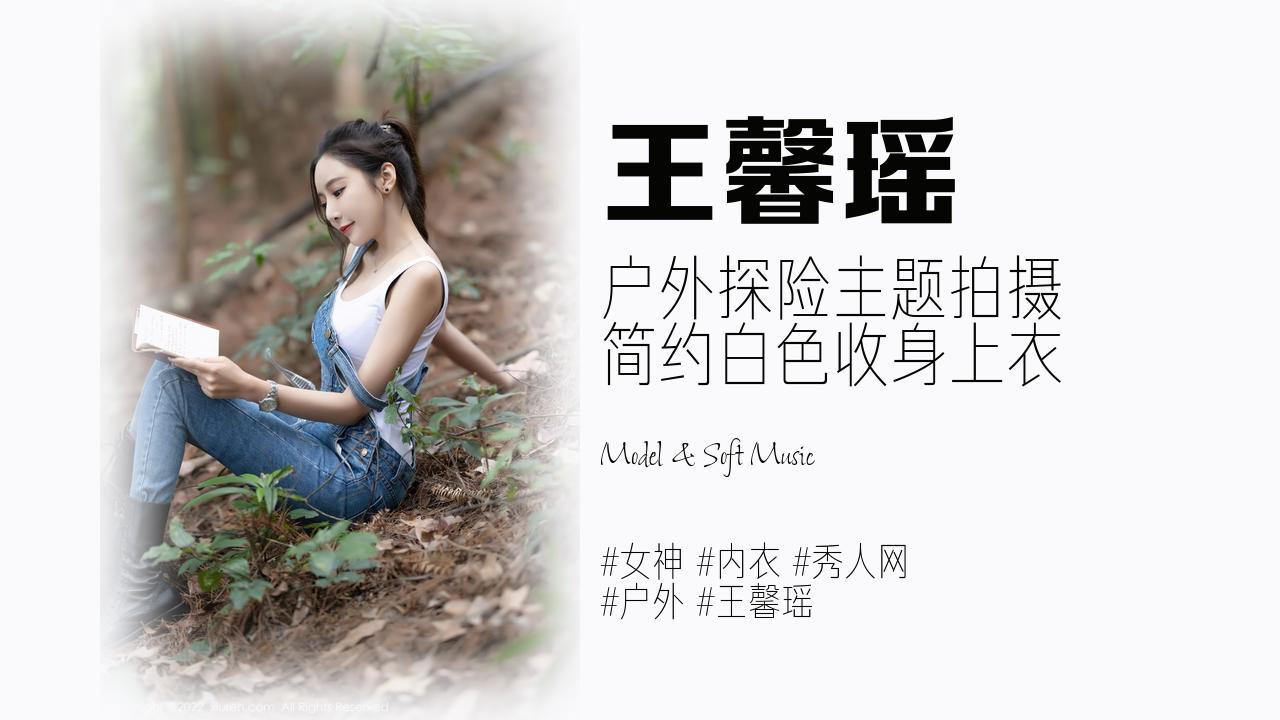 王馨瑶
户外探险主题拍摄
简约白色收身上衣
Model & Soft Music
#女神 #内衣 #秀人网
#户外 #王馨瑶
©2022 Xiuren.com All Rights Reserved